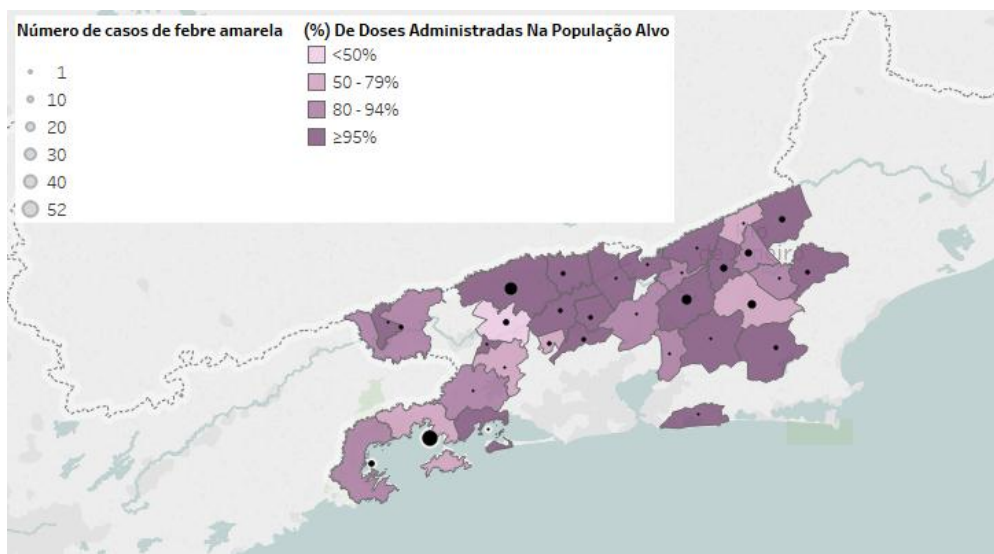 Número de casos de febre amarela
1
10
20
30
40
52
(%) De Doses Administradas Na População Alvo
<50%
50 - 79%
80 - 94%
≥95%